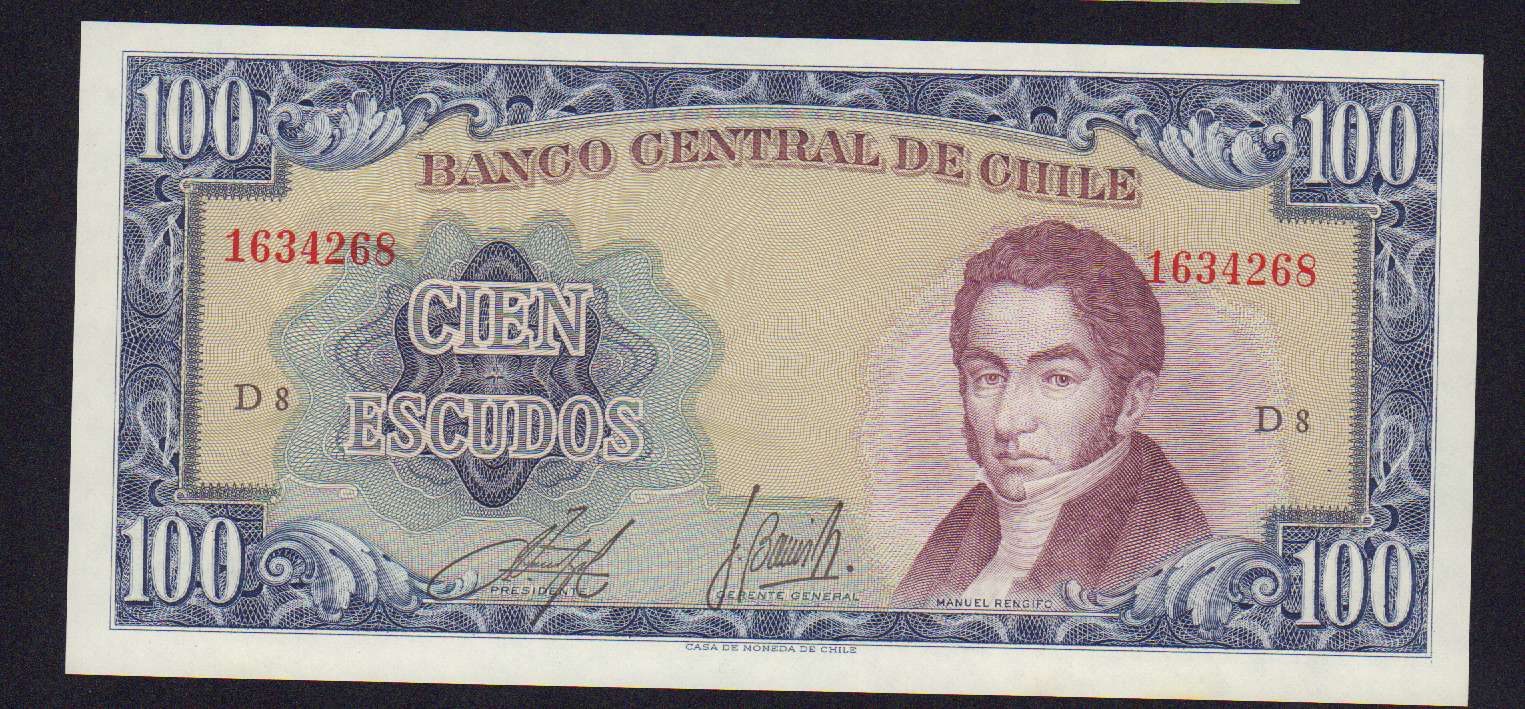 100 100
BANCO CENTRAL DE CHILE
1634268 1634268
CIEN
ESCUDOS
D 8 D 8
PRESIDENTE GERENTE GENERAL
MANUEL RENGIFO
100 100
CASA DE MONEDA DE CHILE